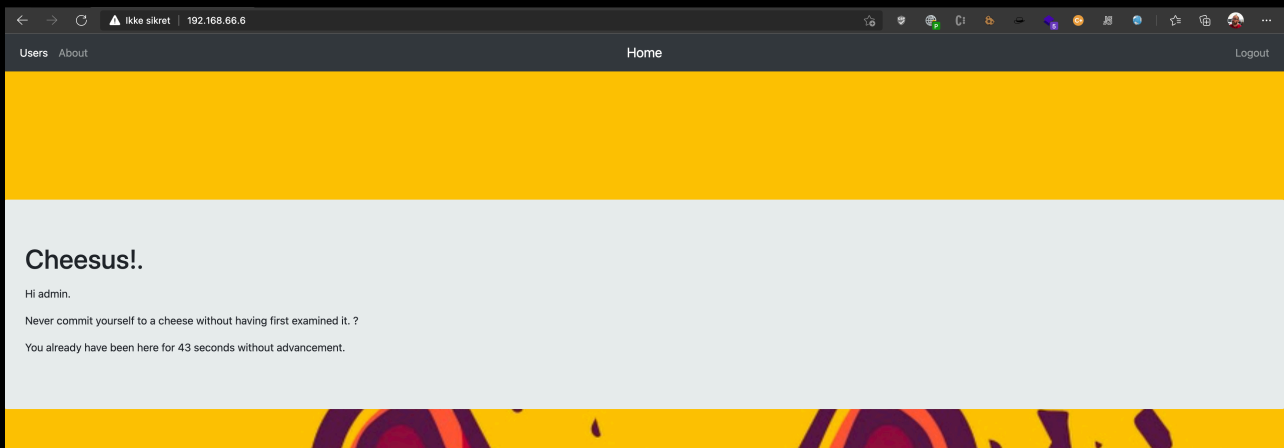 Ikke sikret 192.168.66.6
P
5
Users About Home Logout
Cheesus!.
Hi admin.
Never commit yourself to a cheese without having first examined it. ?
You already have been here for 43 seconds without advancement.